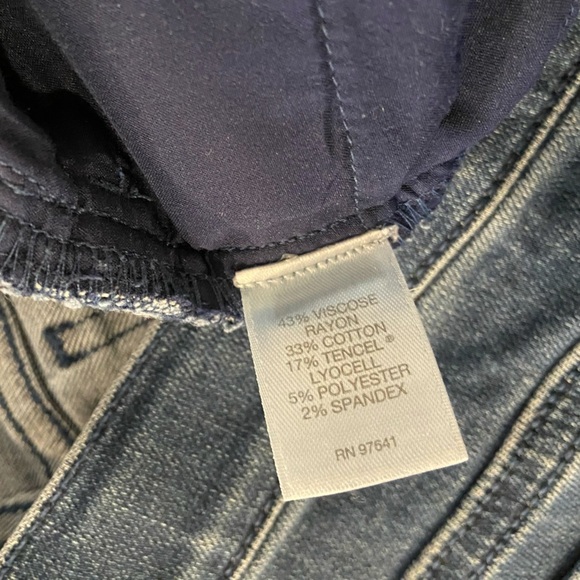 43% VISCOSE
RAYON
33% COTTON
17% TENCEL®
LYOCELL
5% POLYESTER
2% SPANDEX
RN 97641